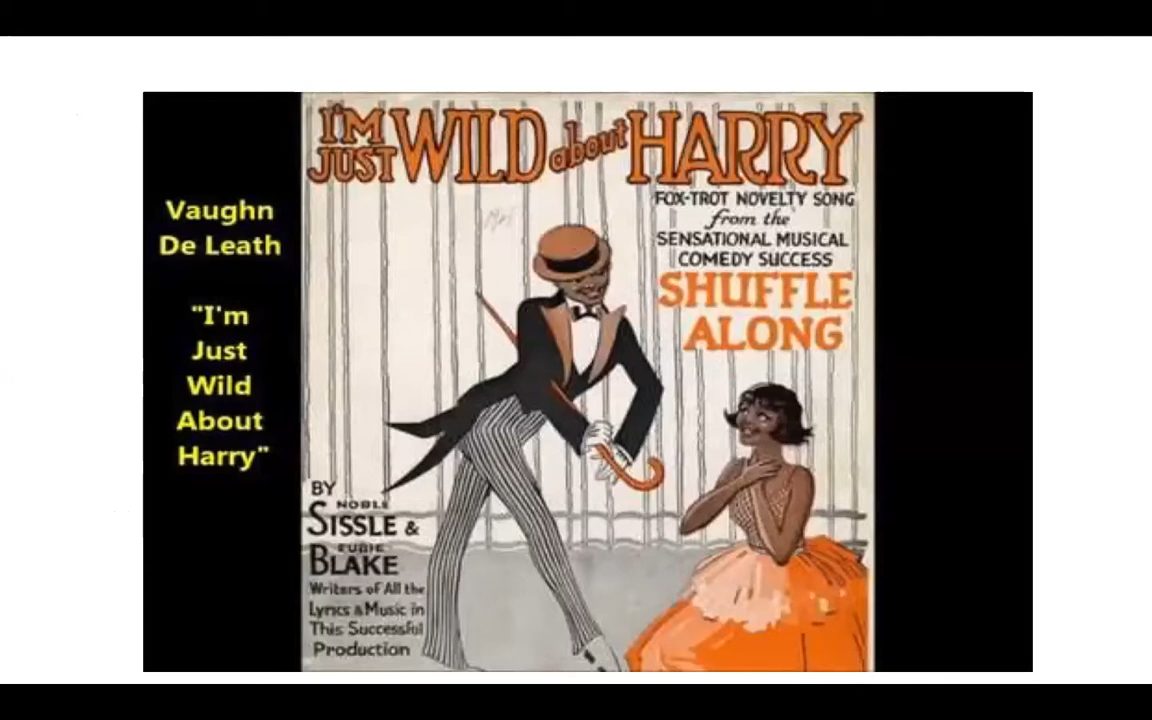 Vaughn
De Leath
"I'm
Just
Wild
About
Harry"
I'M
JUST WILD about HARRY
FOX-TROT NOVELTY SONG
from the
SENSATIONAL MUSICAL
COMEDY SUCCESS
SHUFFLE
ALONG
BY
NOBLE
SISSLE &
EUBIE
BLAKE
Writers of All the
Lyrics & Music in
This Successful
Production